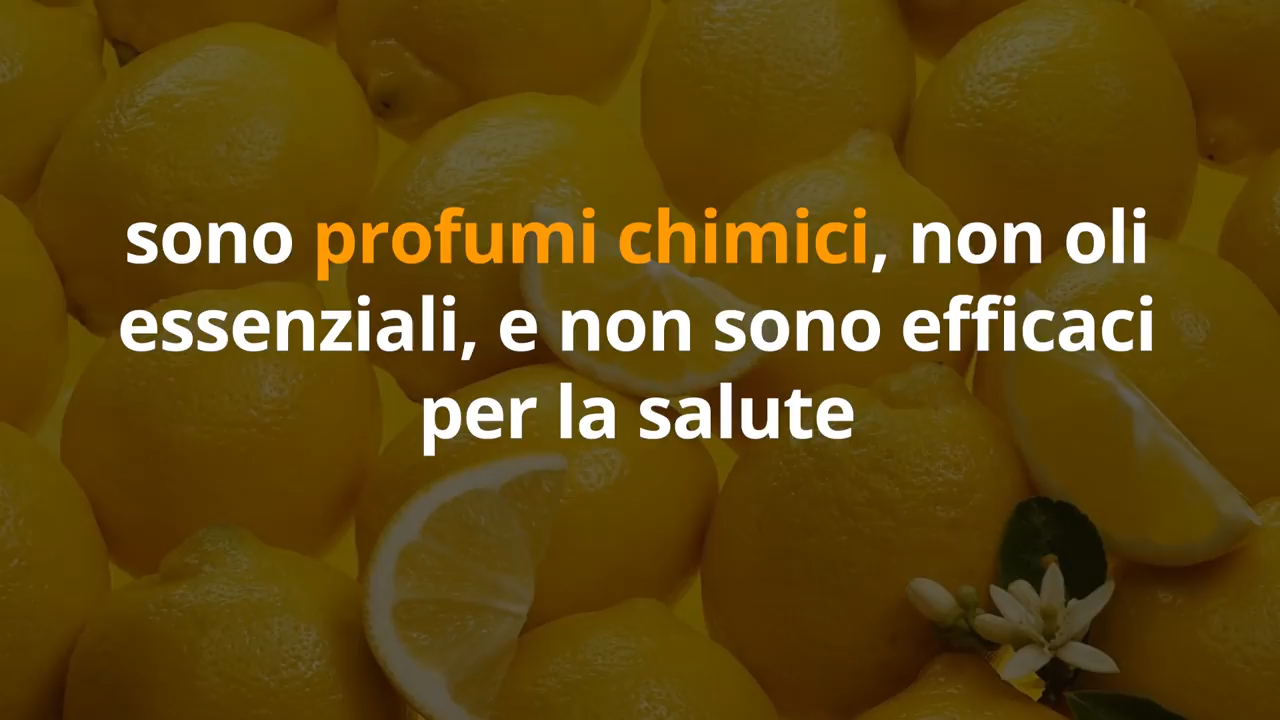 sono profumi chimici, non oli
essenziali, e non sono efficaci
per la salute